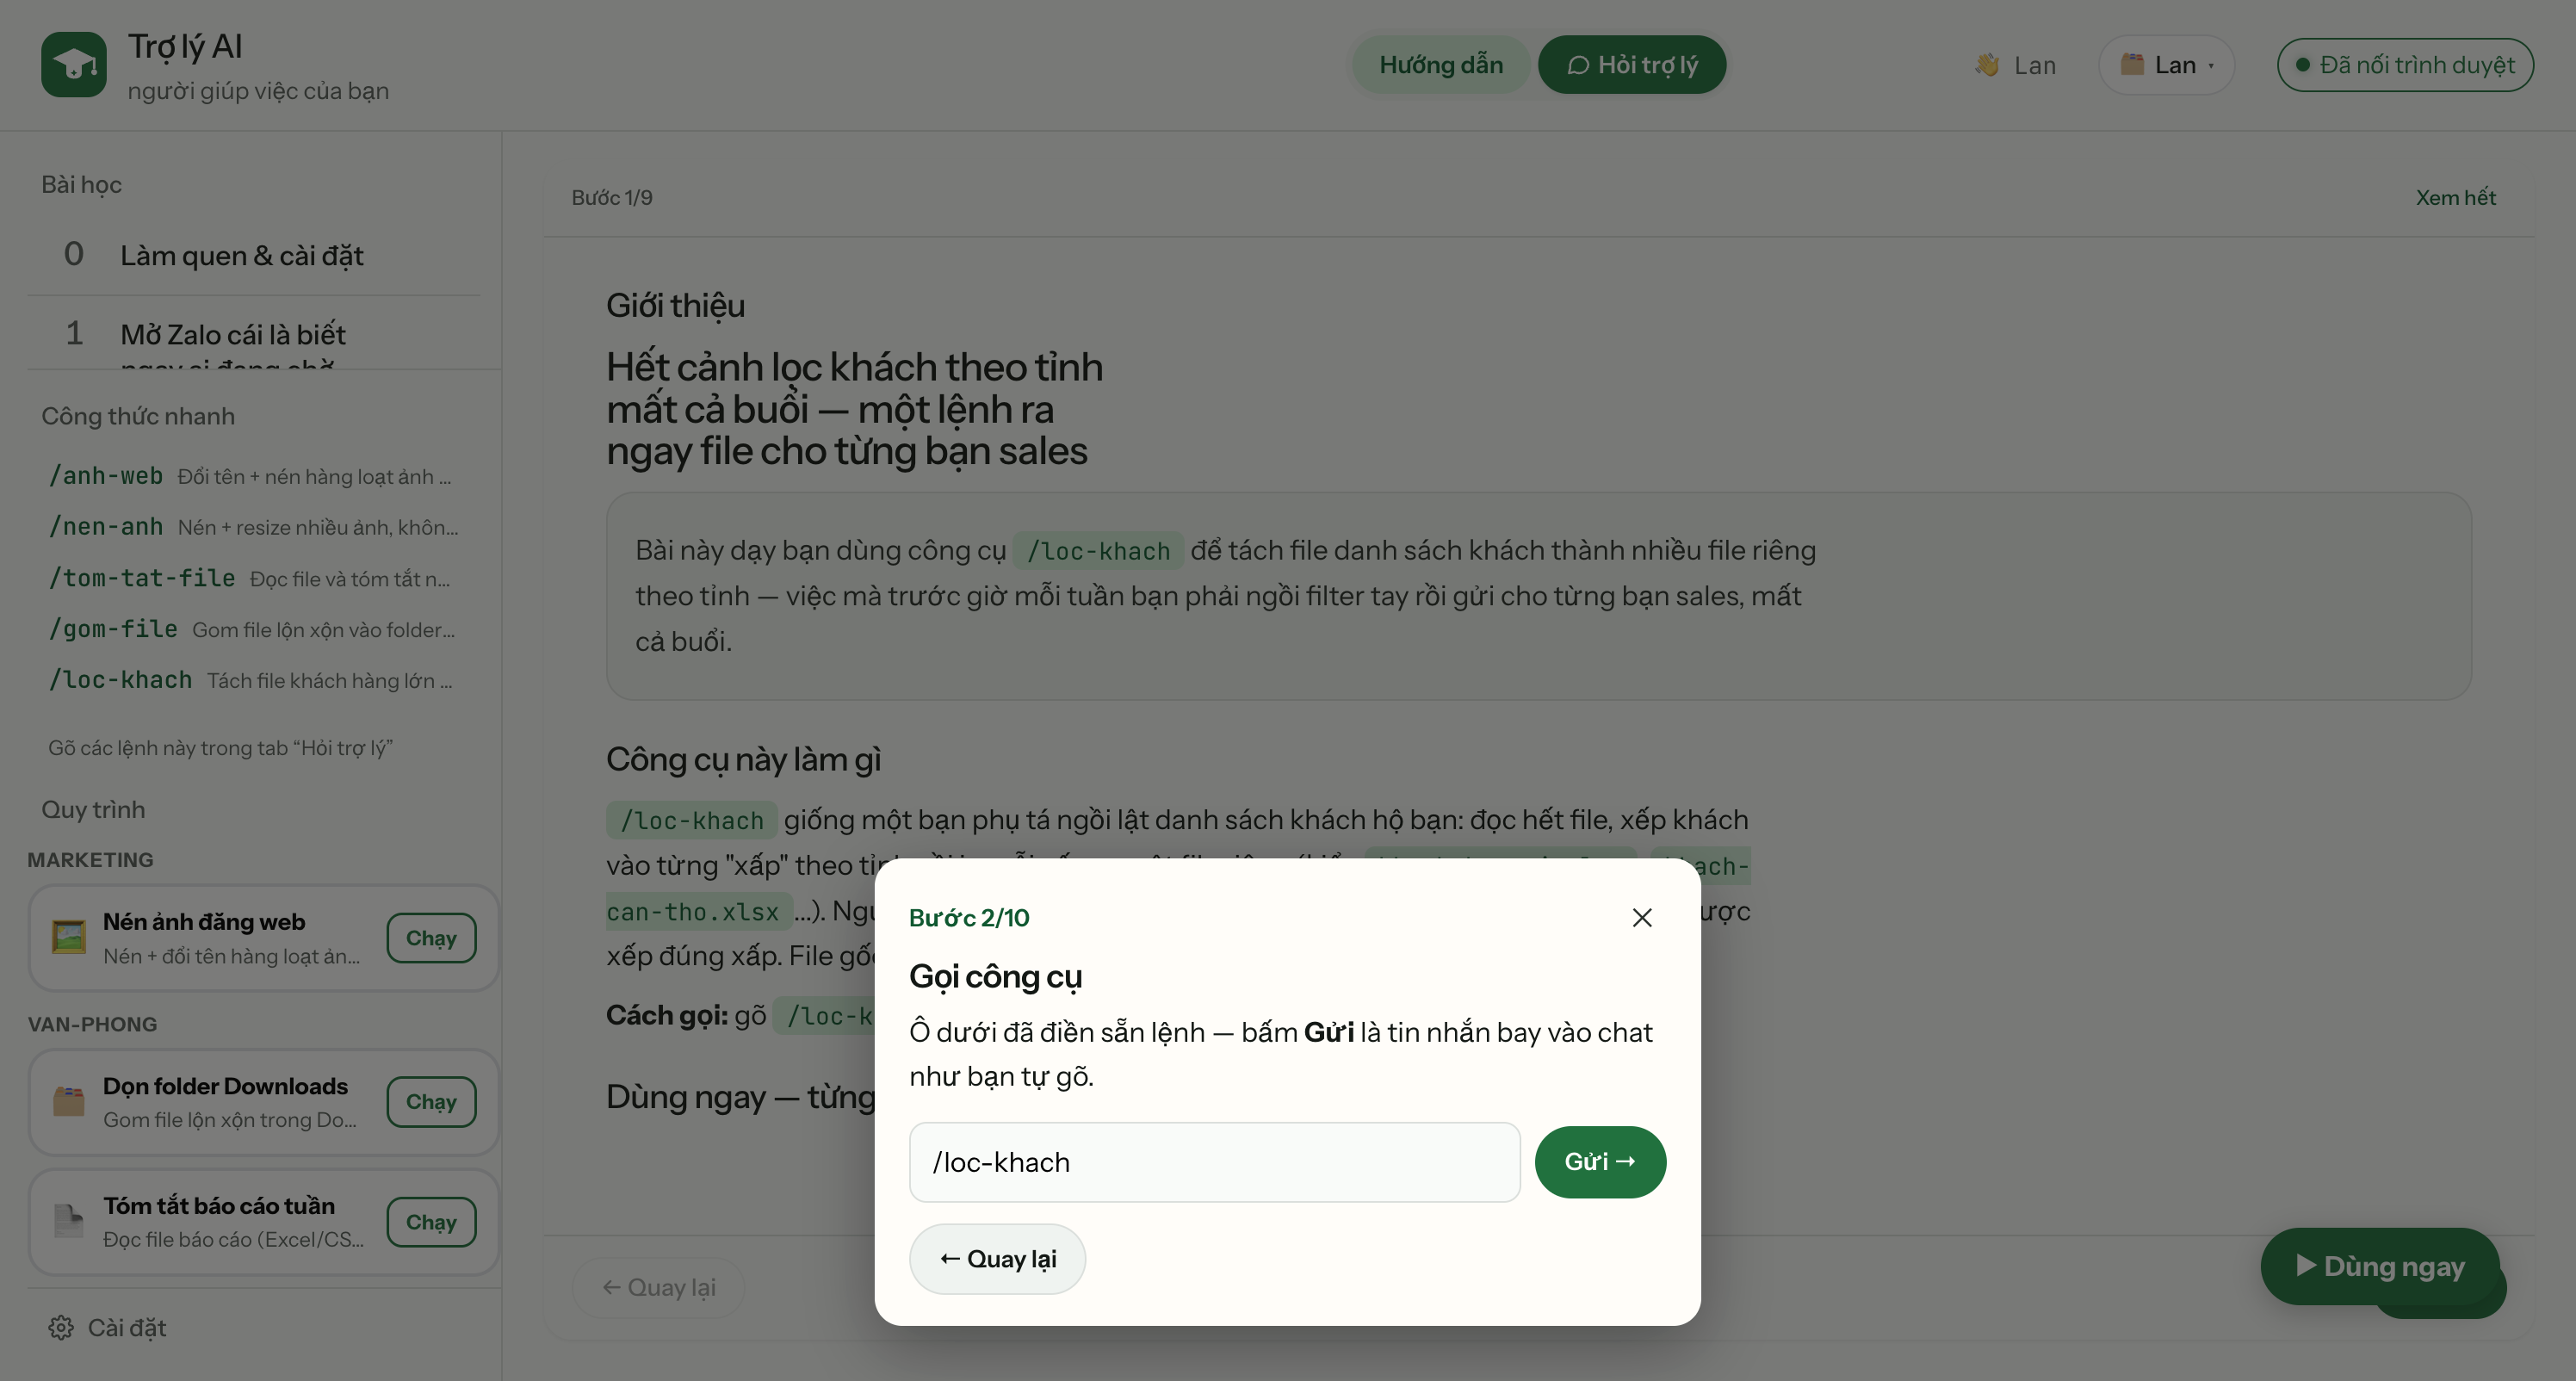 Trợ lý AI
người giúp việc của bạn
Hướng dẫn
Hỏi trợ lý
👋 Lan
Lan
Đã nối trình duyệt
Bài học
0 Làm quen & cài đặt
1 Mở Zalo cái là biết
ngay ai đang chờ
Công thức nhanh
/anh-web Đổi tên + nén hàng loạt ảnh ...
/nen-anh Nén + resize nhiều ảnh, khôn...
/tom-tat-file Đọc file và tóm tắt n...
/gom-file Gom file lộn xộn vào folder...
/loc-khach Tách file khách hàng lớn ...
Gõ các lệnh này trong tab “Hỏi trợ lý”
Quy trình
MARKETING
Nén ảnh đăng web
Nén + đổi tên hàng loạt ản...
Chạy
VAN-PHONG
Dọn folder Downloads
Gom file lộn xộn trong Do...
Chạy
Tóm tắt báo cáo tuần
Đọc file báo cáo (Excel/CS...
Chạy
Cài đặt
Bước 1/9
Xem hết
Giới thiệu
Hết cảnh lọc khách theo tỉnh
mất cả buổi — một lệnh ra
ngay file cho từng bạn sales
Bài này dạy bạn dùng công cụ /loc-khach để tách file danh sách khách thành nhiều file riêng
theo tỉnh — việc mà trước giờ mỗi tuần bạn phải ngồi filter tay rồi gửi cho từng bạn sales, mất
cả buổi.
Công cụ này làm gì
/loc-khach giống một bạn phụ tá ngồi lật danh sách khách hộ bạn: đọc hết file, xếp khách
vào từng "xấp" theo
can-tho.xlsx ...).
xếp đúng xấp. File gốc
Cách gọi: gõ
Dùng ngay — từng
← Quay lại
▶ Dùng ngay
Bước 2/10
Gọi công cụ
Ô dưới đã điền sẵn lệnh — bấm Gửi là tin nhắn bay vào chat
như bạn tự gõ.
/loc-khach
Gửi →
← Quay lại